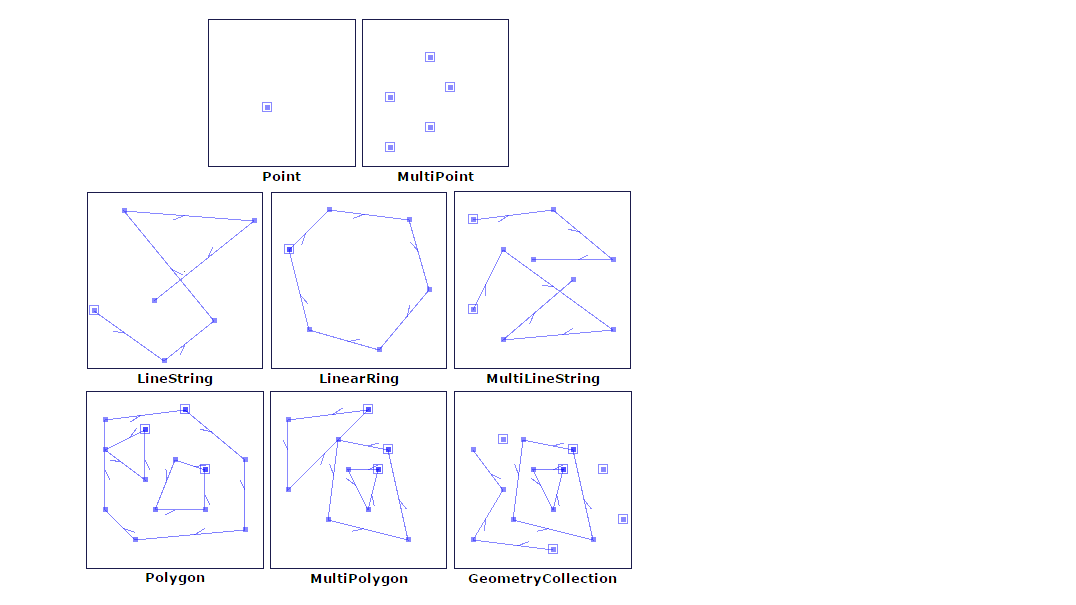 Point
MultiPoint
LineString
LinearRing
MultiLineString
Polygon
MultiPolygon
GeometryCollection